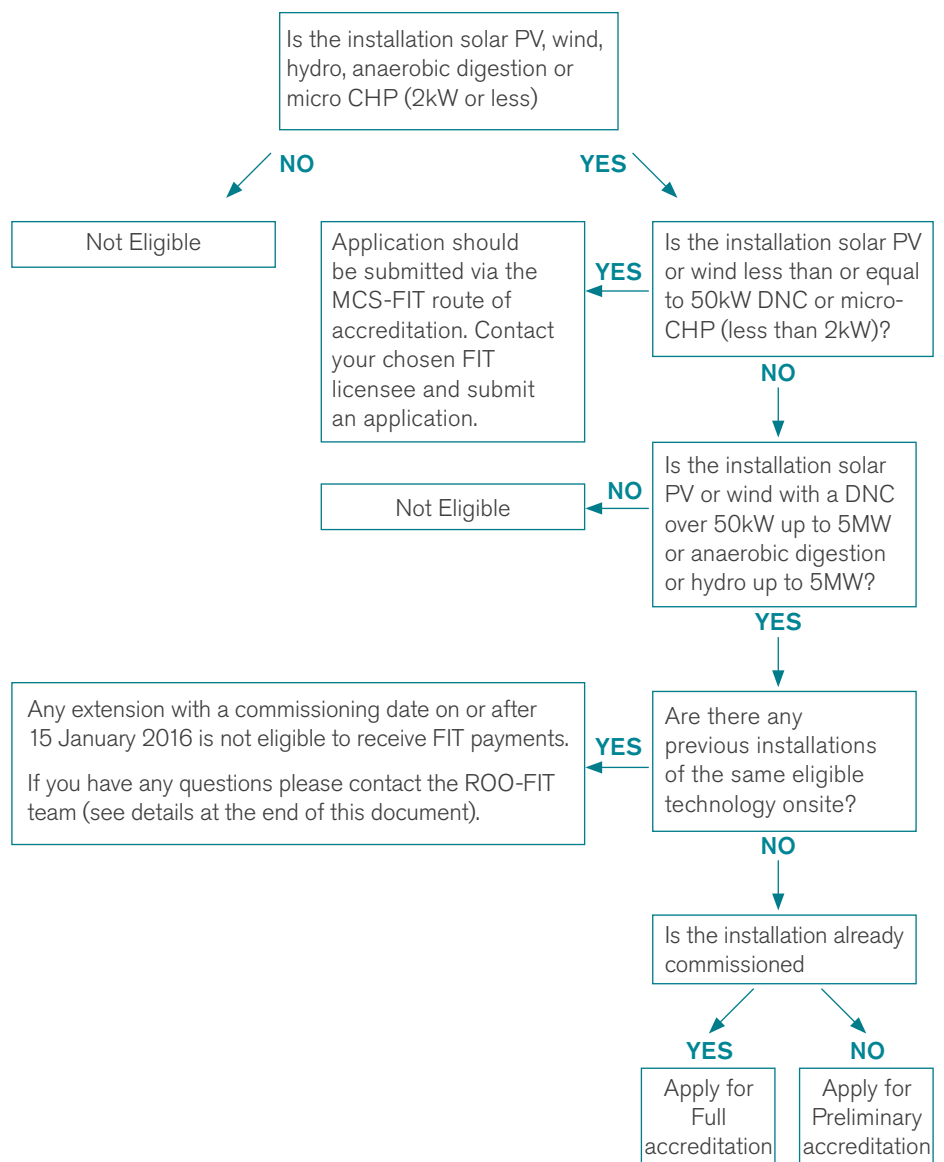 Is the installation solar PV, wind,
hydro, anaerobic digestion or
micro CHP (2kW or less)
NO
YES
Not Eligible
Application should
be submitted via the
MCS-FIT route of
accreditation. Contact
your chosen FIT
licensee and submit
an application.
YES
Is the installation solar PV
or wind less than or equal
to 50kW DNC or micro-
CHP (less than 2kW)?
NO
Not Eligible
NO
Is the installation solar
PV or wind with a DNC
over 50kW up to 5MW
or anaerobic digestion
or hydro up to 5MW?
YES
Any extension with a commissioning date on or after
15 January 2016 is not eligible to receive FIT payments.
If you have any questions please contact the ROO-FIT
team (see details at the end of this document).
YES
Are there any
previous installations
of the same eligible
technology onsite?
NO
Is the installation already
commissioned
YES
NO
Apply for
Full
accreditation
Apply for
Preliminary
accreditation